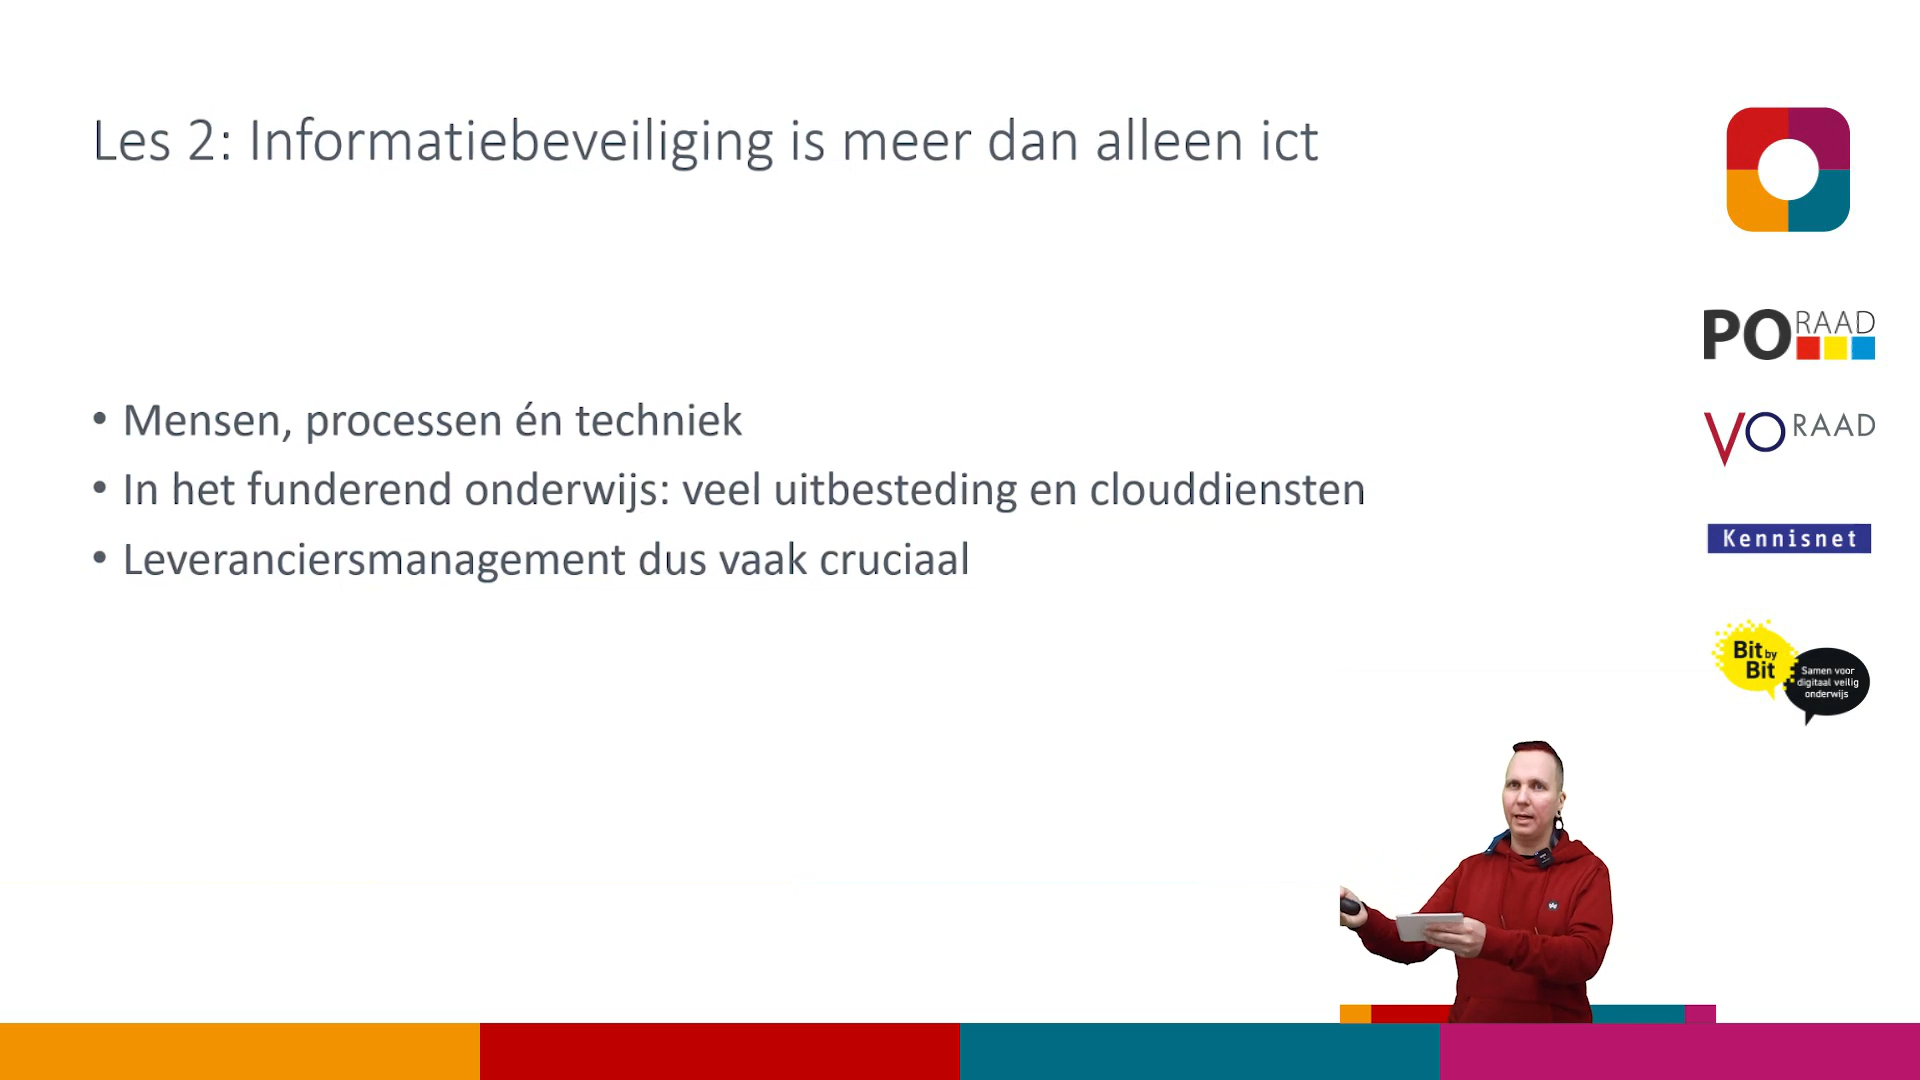 Les 2: Informatiebeveiliging is meer dan alleen ict
• Mensen, processen én techniek
• In het funderend onderwijs: veel uitbesteding en clouddiensten
• Leveranciersmanagement dus vaak cruciaal
PO RAAD
VO RAAD
Kennisnet
Bit by
Bit
Samen voor
digitaal veilig
onderwijs